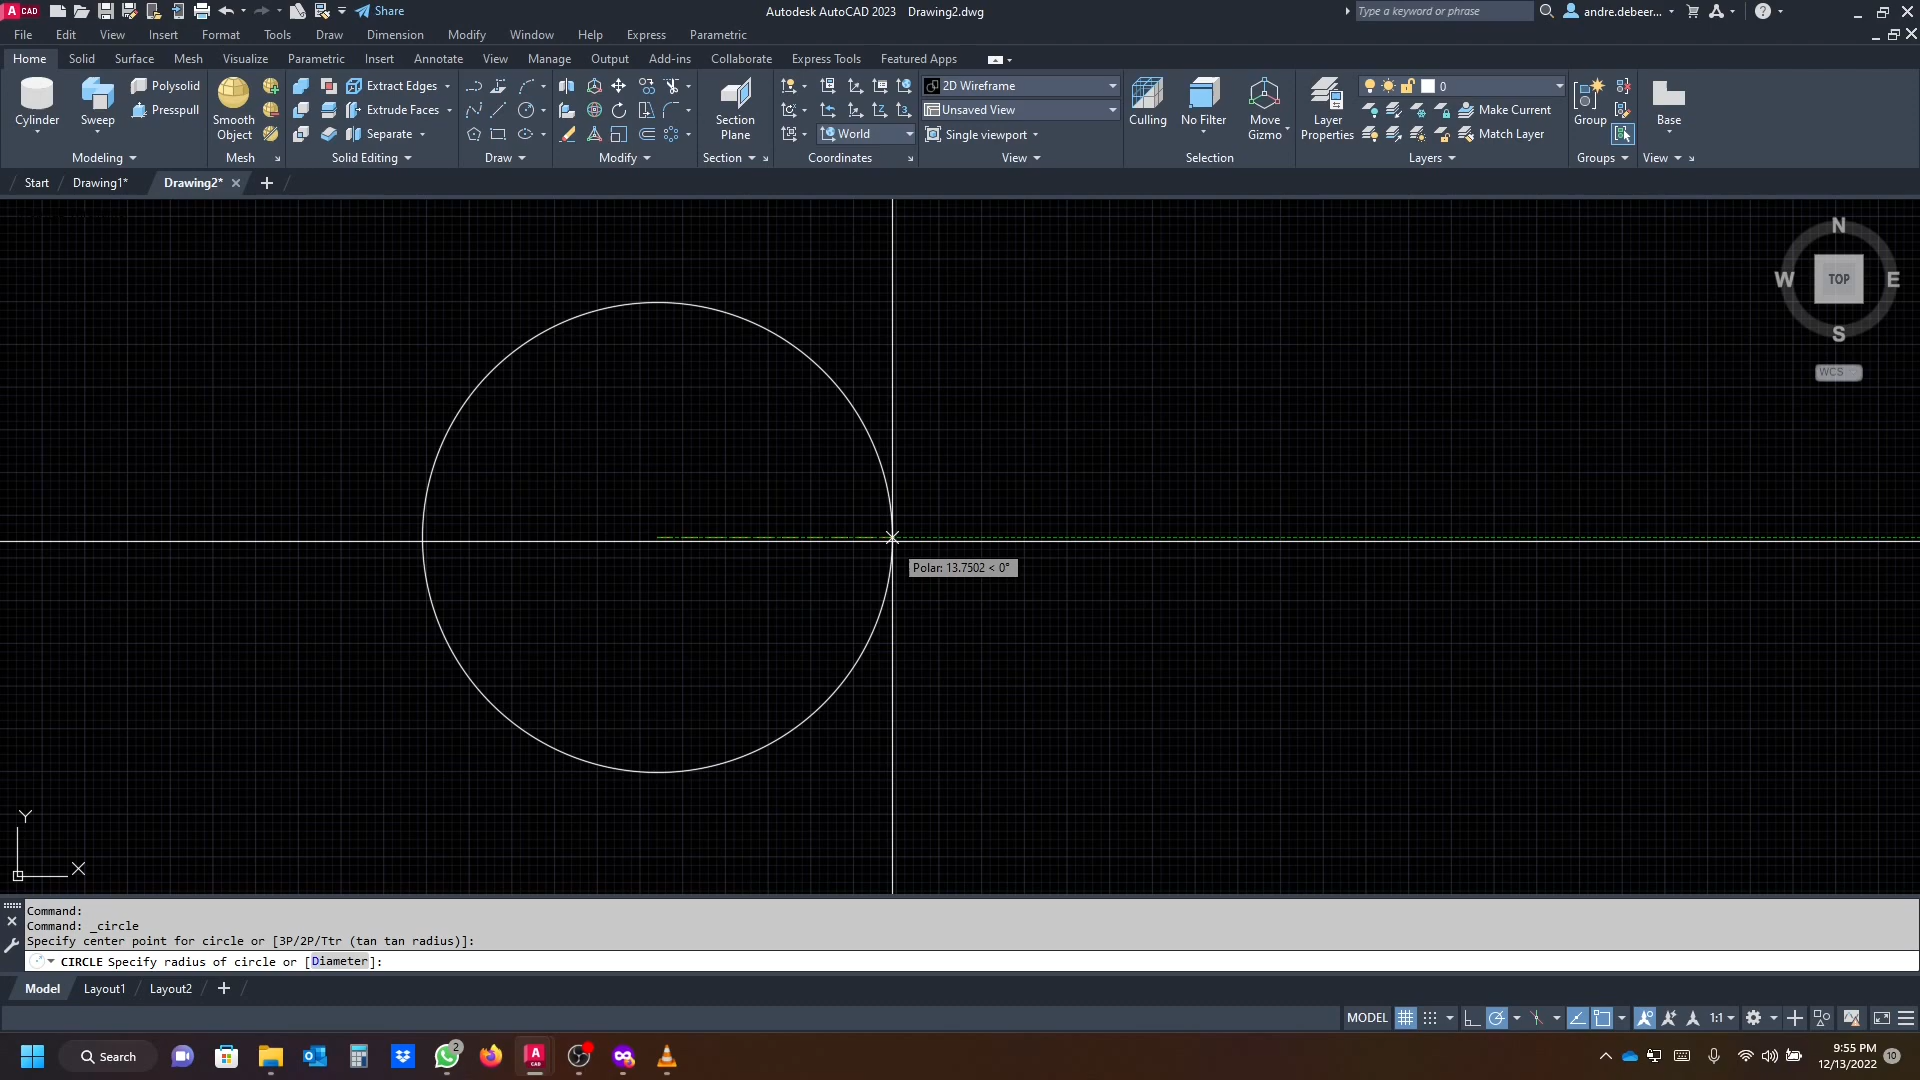 CAD Share Autodesk AutoCAD 2023 Drawing2.dwg Type a keyword or phrase andre.debeer...
File Edit View Insert Format Tools Draw Dimension Modify Window Help Express Parametric
Home Solid Surface Mesh Visualize Parametric Insert Annotate View Manage Output Add-ins Collaborate Express Tools Featured Apps
Polysolid Extract Edges 2D Wireframe 0
Presspull Extrude Faces Unsaved View Make Current
Cylinder Sweep Smooth Object Separate Section Plane World Single viewport Culling No Filter Move Gizmo Layer Properties Match Layer Group Base
Modeling Mesh Solid Editing Draw Modify Section Coordinates View Selection Layers Groups View
Start Drawing1* Drawing2*
N
W TOP E
S
WCS
Polar: 13.7502 < 0°
Y
X
Command:
Command: _circle
Specify center point for circle or [3P/2P/Ttr (tan tan radius)]:
CIRCLE Specify radius of circle or [Diameter]:
Model Layout1 Layout2
MODEL 1:1
Search 2 9:55 PM
12/13/2022 10